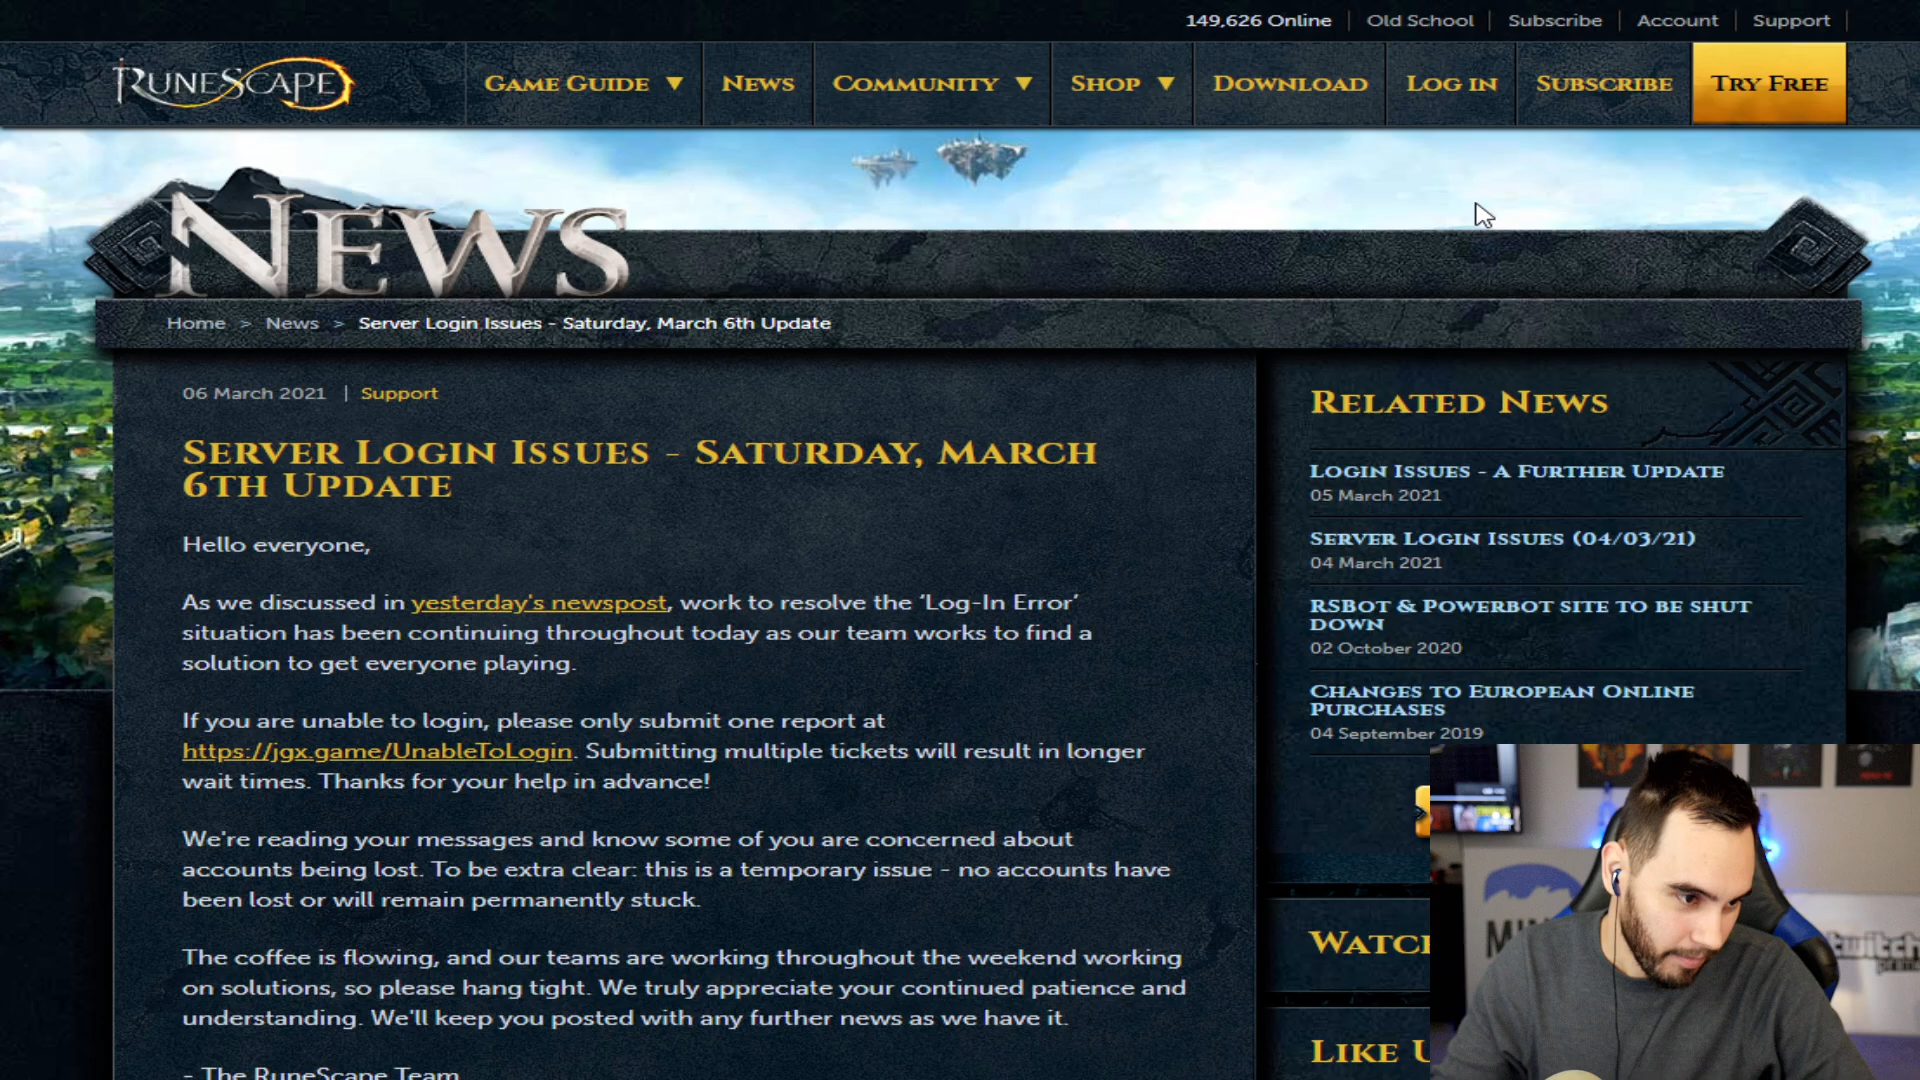 149,626 Online | Old School | Subscribe | Account | Support |
RuneScape
Game Guide ▼ News Community ▼ Shop ▼ Download Log in Subscribe Try Free
News
Home > News > Server Login Issues - Saturday, March 6th Update
06 March 2021 | Support
Server Login Issues - Saturday, March
6th Update
Hello everyone,
As we discussed in yesterday's newspost, work to resolve the ‘Log-In Error’
situation has been continuing throughout today as our team works to find a
solution to get everyone playing.
If you are unable to login, please only submit one report at
https://jgx.game/UnableToLogin. Submitting multiple tickets will result in longer
wait times. Thanks for your help in advance!
We're reading your messages and know some of you are concerned about
accounts being lost. To be extra clear: this is a temporary issue - no accounts have
been lost or will remain permanently stuck.
The coffee is flowing, and our teams are working throughout the weekend working
on solutions, so please hang tight. We truly appreciate your continued patience and
understanding. We'll keep you posted with any further news as we have it.
- The RuneScape Team
Related News
Login Issues - A Further Update
05 March 2021
Server Login Issues (04/03/21)
04 March 2021
RSBot & Powerbot site to be shut
down
02 October 2020
Changes to European Online
Purchases
04 September 2019
Like
twitch